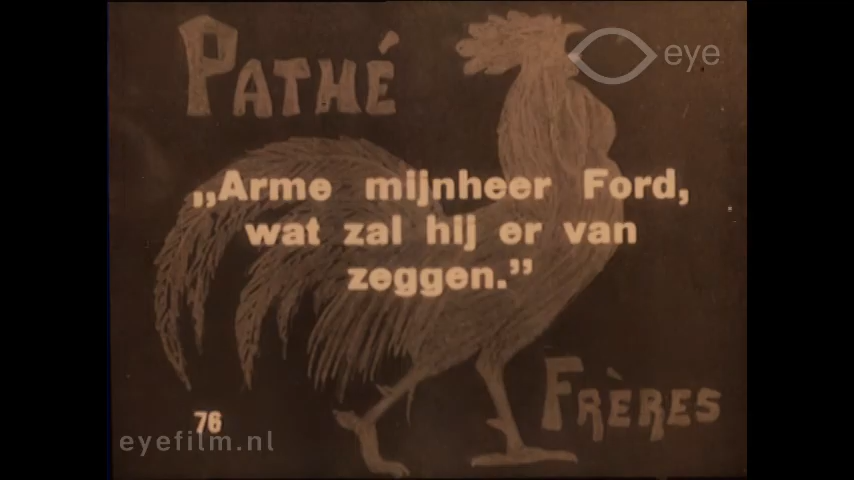 PATHÉ
eye
„Arme mijnheer Ford,
wat zal hij er van
zeggen.”
FRÈRES
76
eyefilm.nl